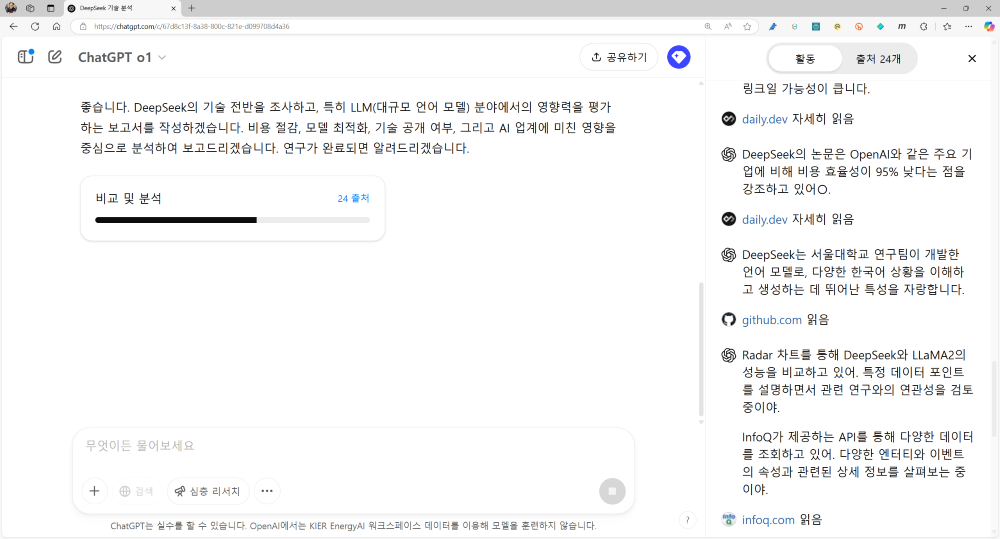 DeepSeek 기술 분석
https://chatgpt.com/c/67d8c13f-8a38-800c-821e-d099708d4a36
ChatGPT o1
공유하기
좋습니다. DeepSeek의 기술 전반을 조사하고, 특히 LLM(대규모 언어 모델) 분야에서의 영향력을 평가
하는 보고서를 작성하겠습니다. 비용 절감, 모델 최적화, 기술 공개 여부, 그리고 AI 업계에 미친 영향을
중심으로 분석하여 보고드리겠습니다. 연구가 완료되면 알려드리겠습니다.
비교 및 분석
24 출처
무엇이든 물어보세요
검색
심층 리서치
ChatGPT는 실수를 할 수 있습니다. OpenAI에서는 KIER EnergyAI 워크스페이스 데이터를 이용해 모델을 훈련하지 않습니다.
?
활동
출처 24개
링크일 가능성이 큽니다.
daily.dev 자세히 읽음
DeepSeek의 논문은 OpenAI와 같은 주요 기
업에 비해 비용 효율성이 95% 낮다는 점을
강조하고 있어O.
daily.dev 자세히 읽음
DeepSeek는 서울대학교 연구팀이 개발한
언어 모델로, 다양한 한국어 상황을 이해하
고 생성하는 데 뛰어난 특성을 자랑합니다.
github.com 읽음
Radar 차트를 통해 DeepSeek와 LLaMA2의
성능을 비교하고 있어. 특정 데이터 포인트
를 설명하면서 관련 연구와의 연관성을 검토
중이야.
InfoQ가 제공하는 API를 통해 다양한 데이터
를 조회하고 있어. 다양한 엔터티와 이벤트
의 속성과 관련된 상세 정보를 살펴보는 중
이야.
infoq.com 읽음